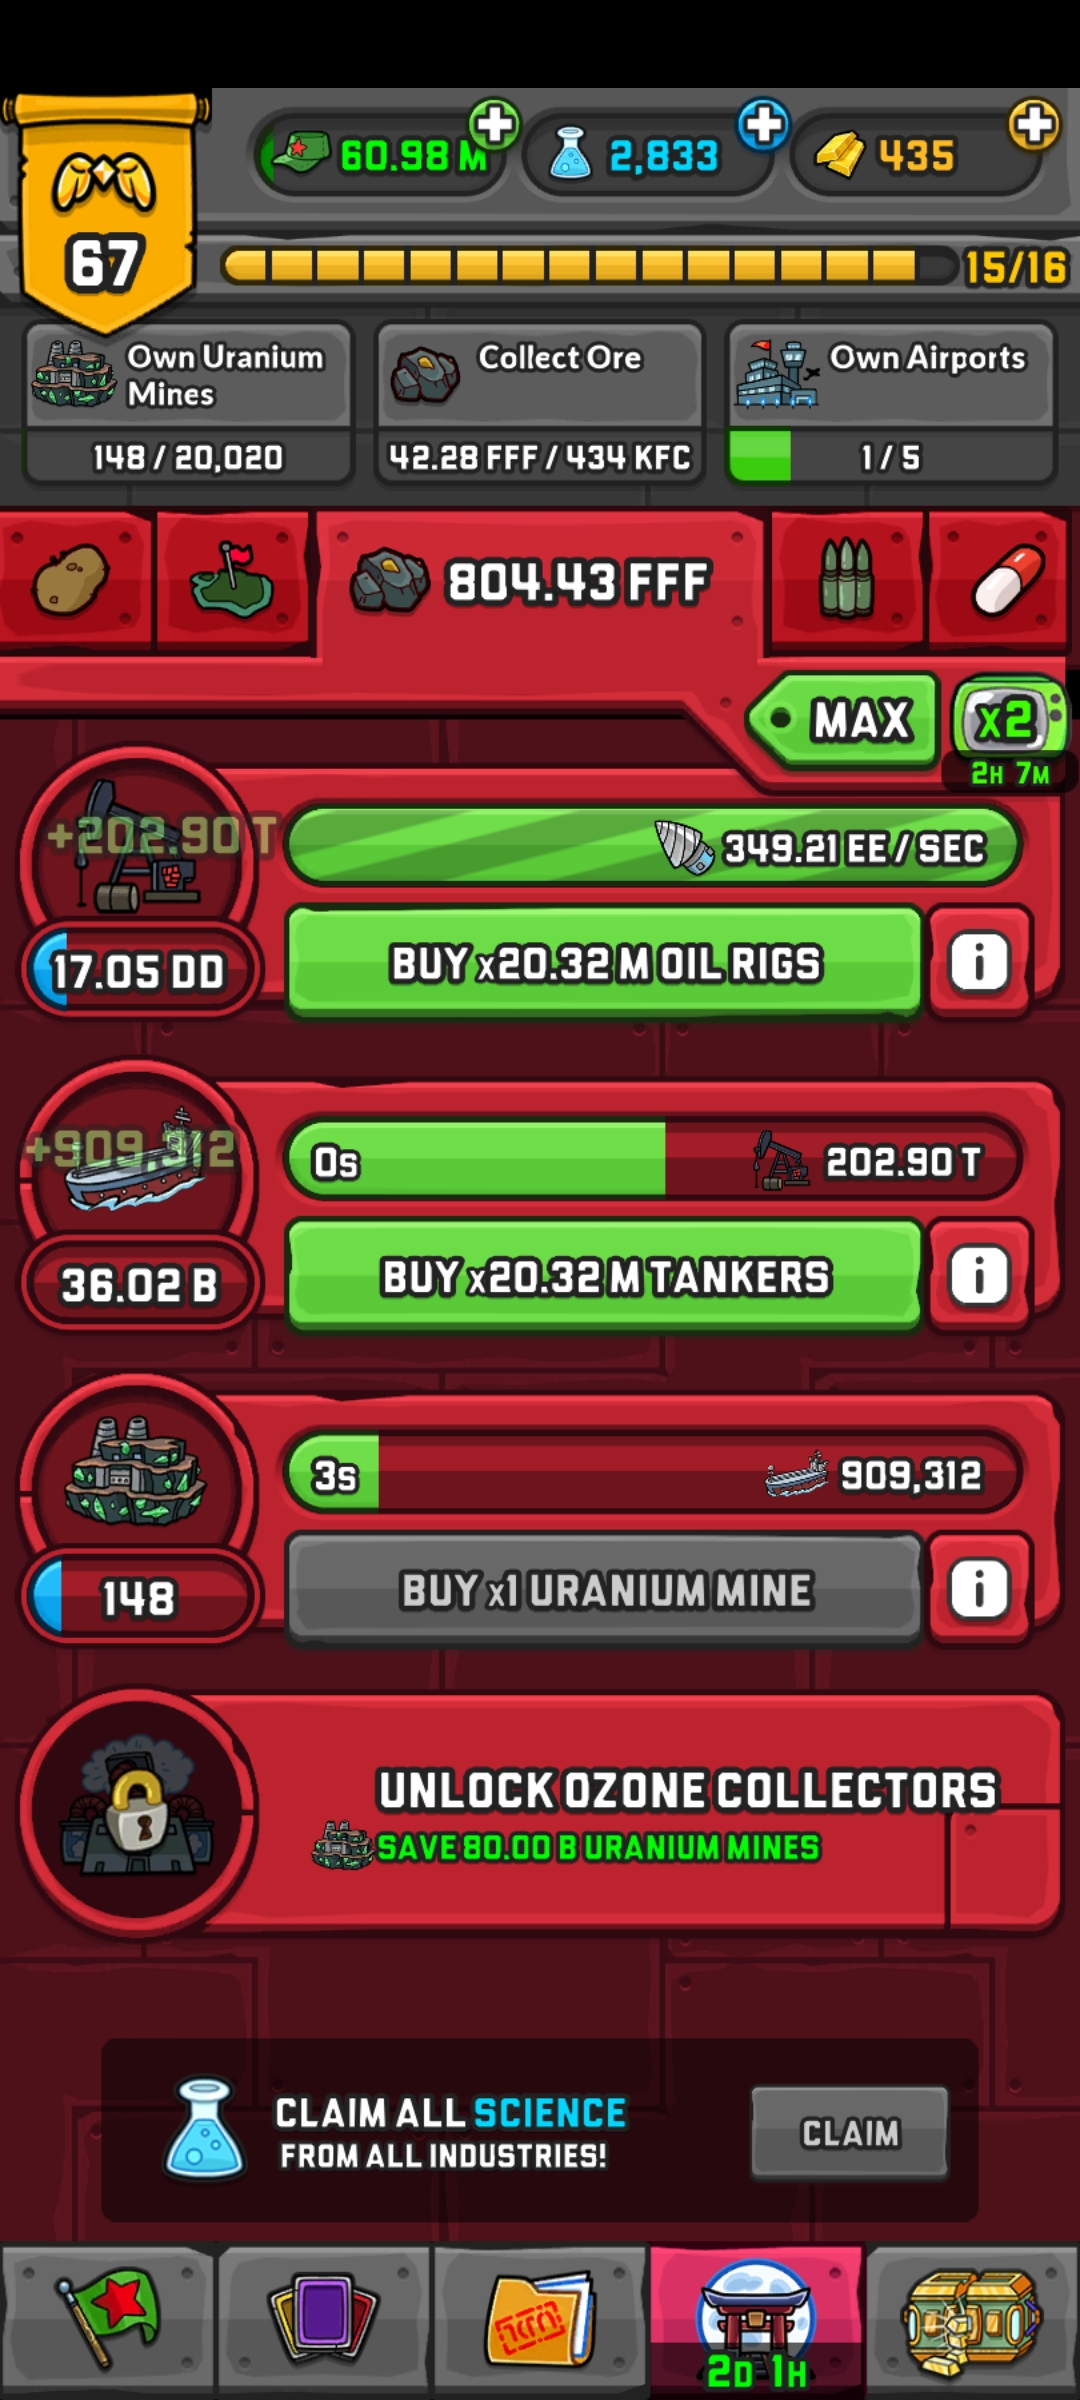 60.98 M
2,833
435
67
15/16
Own Uranium
Mines
148 / 20,020
Collect Ore
42.28 FFF / 434 KFC
Own Airports
1 / 5
804.43 FFF
MAX
x2
2H 7M
+202.90 T
349.21 EE / SEC
17.05 DD
BUY x20.32 M OIL RIGS
i
+909,312
0s
202.90 T
36.02 B
BUY x20.32 M TANKERS
i
3s
909,312
148
BUY x1 URANIUM MINE
i
UNLOCK OZONE COLLECTORS
SAVE 80.00 B URANIUM MINES
CLAIM ALL SCIENCE
FROM ALL INDUSTRIES!
CLAIM
2D 1H